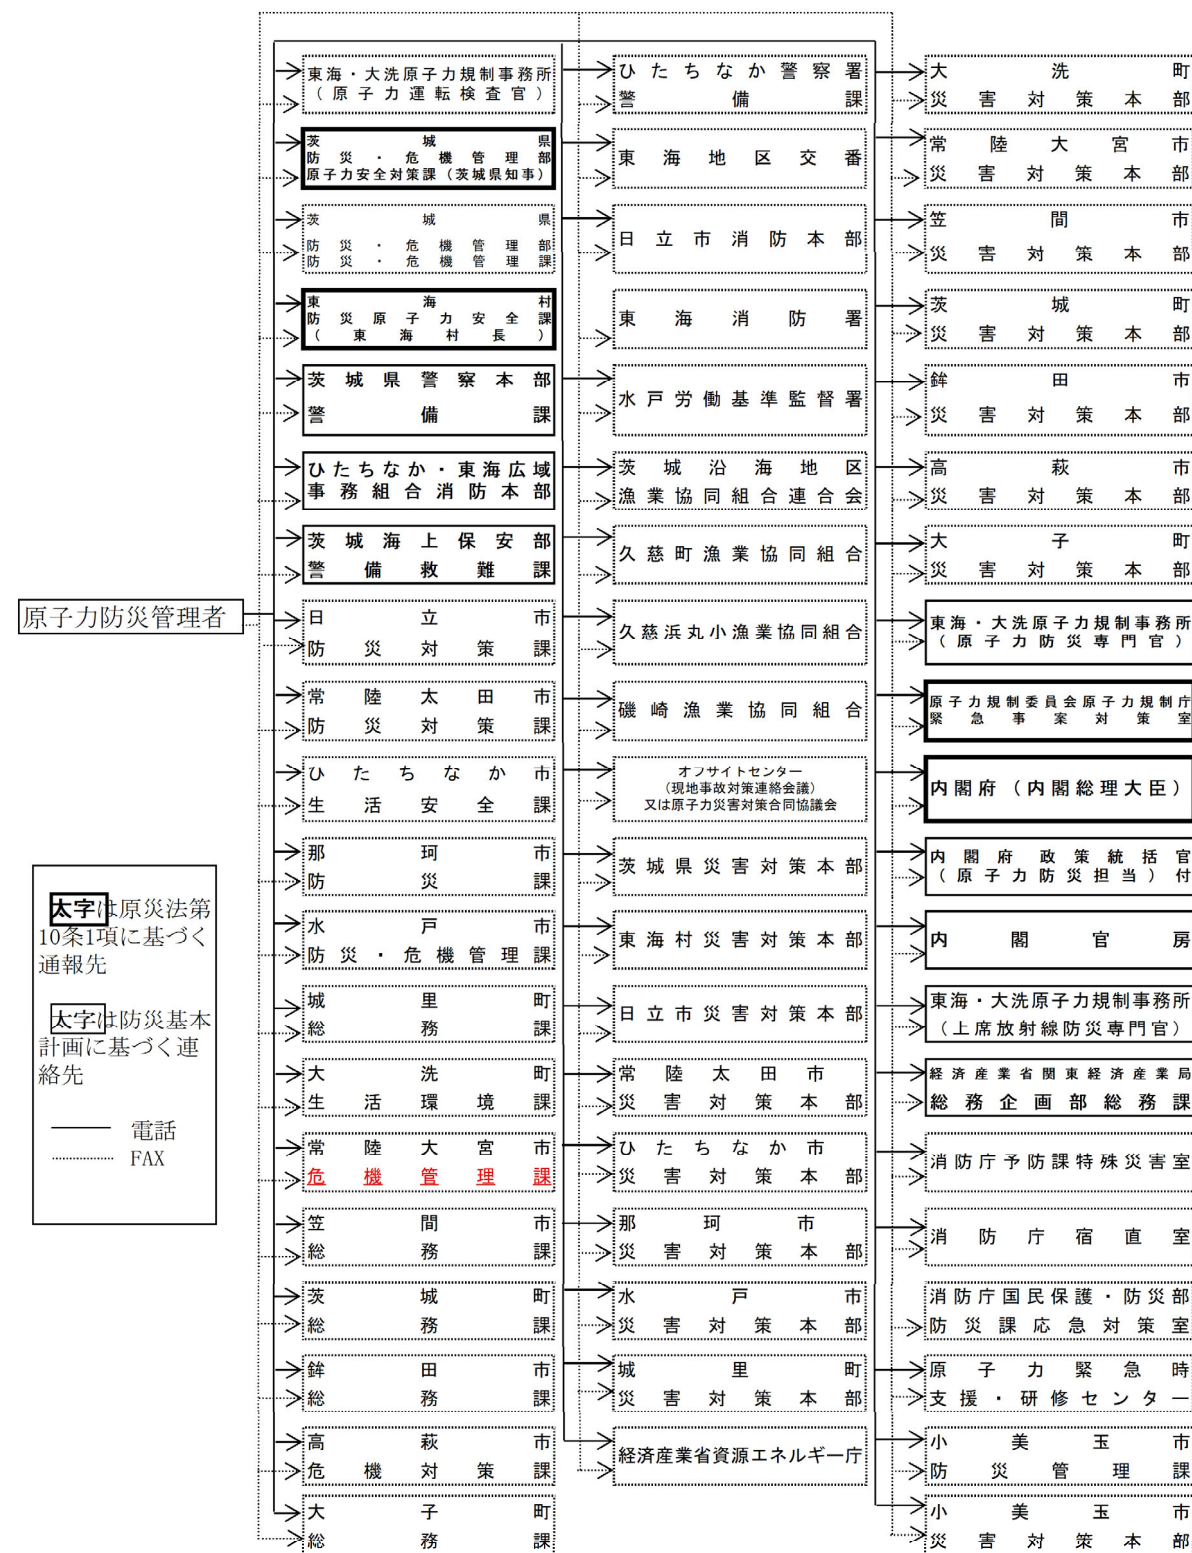 原子力防災管理者
太字は原災法第
10条1項に基づく
通報先
太字は防災基本
計画に基づく連
絡先
電話
FAX
東海・大洗原子力規制事務所
(原子力運転検査官)
茨城県
防災・危機管理部
原子力安全対策課(茨城県知事)
茨城県
防災・危機管理部
防災・危機管理課
東海村
防災原子力安全課
(東海村長)
茨城県警察本部
警備課
ひたちなか・東海広域
事務組合消防本部
茨城海上保安部
警備救難課
日立市
防災対策課
常陸太田市
防災対策課
ひたちなか市
生活安全課
那珂市
防災課
水戸市
防災・危機管理課
城里町
総務課
大洗町
生活環境課
常陸大宮市
危機管理課
笠間市
総務課
茨城町
総務課
鉾田市
総務課
高萩市
危機対策課
大子町
総務課
ひたちなか警察署
警備課
東海地区交番
日立市消防本部
東海消防署
水戸労働基準監督署
茨城沿海地区
漁業協同組合連合会
久慈町漁業協同組合
久慈浜丸小漁業協同組合
磯崎漁業協同組合
オフサイトセンター
(現地事故対策連絡会議)
又は原子力災害対策合同協議会
茨城県災害対策本部
東海村災害対策本部
日立市災害対策本部
常陸太田市
災害対策本部
ひたちなか市
災害対策本部
那珂市
災害対策本部
水戸市
災害対策本部
城里町
災害対策本部
経済産業省資源エネルギー庁
大洗町
災害対策本部
常陸大宮市
災害対策本部
笠間市
災害対策本部
茨城町
災害対策本部
鉾田市
災害対策本部
高萩市
災害対策本部
大子町
災害対策本部
東海・大洗原子力規制事務所
(原子力防災専門官)
原子力規制委員会原子力規制庁
緊急事案対策室
内閣府(内閣総理大臣)
内閣府政策統括官
(原子力防災担当)付
内閣官房
東海・大洗原子力規制事務所
(上席放射線防災専門官)
経済産業省関東経済産業局
総務企画部総務課
消防庁予防課特殊災害室
消防庁宿直室
消防庁国民保護・防災部
防災課応急対策室
原子力緊急時
支援・研修センター
小美玉市
防災管理課
小美玉市
災害対策本部